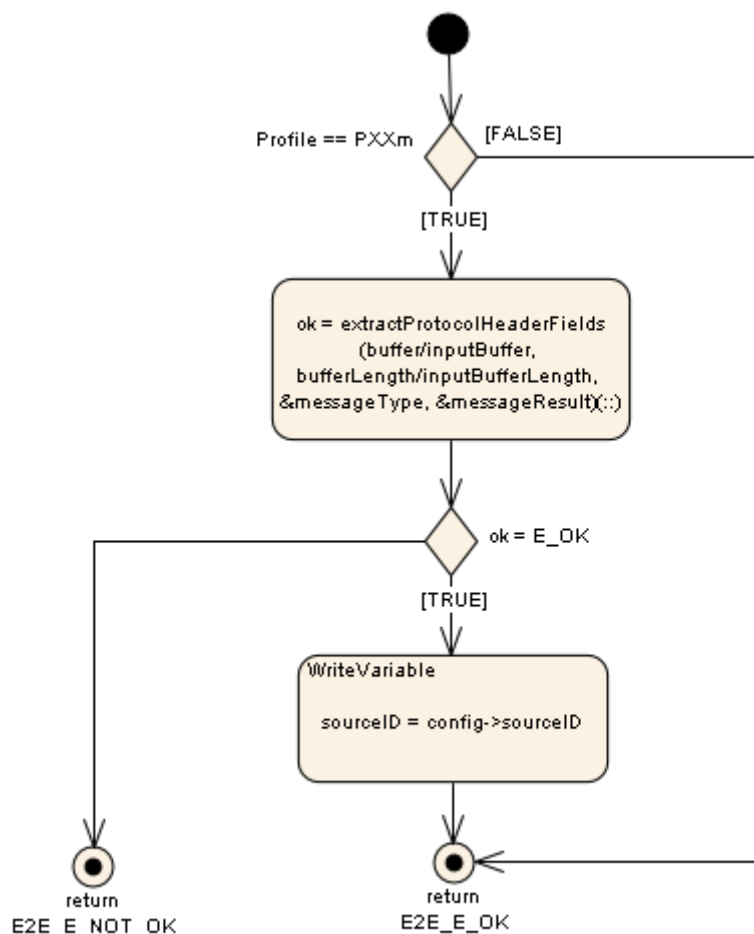 Profile == PXXm
[FALSE]
[TRUE]
ok = extractProtocolHeaderFields
(buffer/inputBuffer,
bufferLength/inputBufferLength,
&messageType, &messageResult)(::)
ok = E_OK
[TRUE]
WriteVariable
sourceID = config->sourceID
return
E2E_E_NOT_OK
return
E2E_E_OK